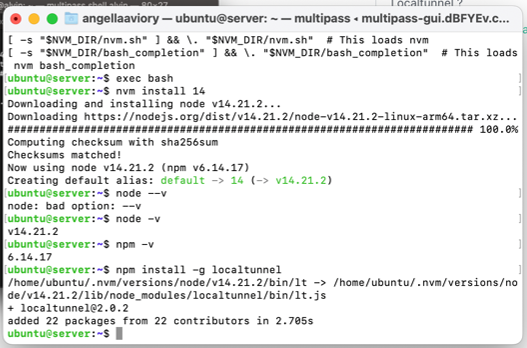 Localtunnel ?
angellaaviory — ubuntu@server: ~ — multipass ◂ multipass-gui.dBFYEv.c...
[ -s "$NVM_DIR/nvm.sh" ] && \. "$NVM_DIR/nvm.sh"  # This loads nvm
[ -s "$NVM_DIR/bash_completion" ] && \. "$NVM_DIR/bash_completion"  # This loads
 nvm bash_completion
[ubuntu@server:~$ exec bash ]
[ubuntu@server:~$ nvm install 14 ]
Downloading and installing node v14.21.2...
Downloading https://nodejs.org/dist/v14.21.2/node-v14.21.2-linux-arm64.tar.xz...
######################################################################## 100.0%
Computing checksum with sha256sum
Checksums matched!
Now using node v14.21.2 (npm v6.14.17)
Creating default alias: default -> 14 (-> v14.21.2)
[ubuntu@server:~$ node --v ]
node: bad option: --v
[ubuntu@server:~$ node -v ]
v14.21.2
[ubuntu@server:~$ npm -v ]
6.14.17
[ubuntu@server:~$ npm install -g localtunnel ]
/home/ubuntu/.nvm/versions/node/v14.21.2/bin/lt -> /home/ubuntu/.nvm/versions/no
de/v14.21.2/lib/node_modules/localtunnel/bin/lt.js
+ localtunnel@2.0.2
added 22 packages from 22 contributors in 2.705s
ubuntu@server:~$